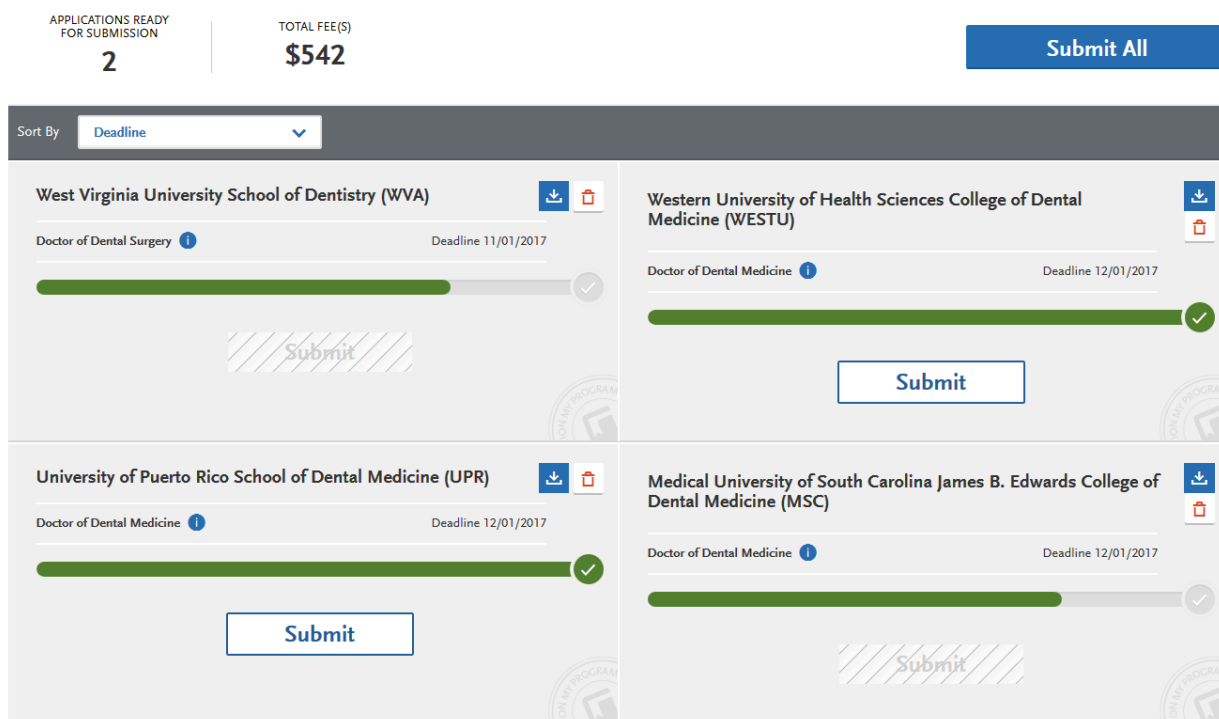 APPLICATIONS READY
FOR SUBMISSION
2
TOTAL FEE(S)
$542
Submit All
Sort By
Deadline
West Virginia University School of Dentistry (WVA)
Doctor of Dental Surgery
Deadline 11/01/2017
Submit
Western University of Health Sciences College of Dental
Medicine (WESTU)
Doctor of Dental Medicine
Deadline 12/01/2017
Submit
University of Puerto Rico School of Dental Medicine (UPR)
Doctor of Dental Medicine
Deadline 12/01/2017
Submit
Medical University of South Carolina James B. Edwards College of
Dental Medicine (MSC)
Doctor of Dental Medicine
Deadline 12/01/2017
Submit